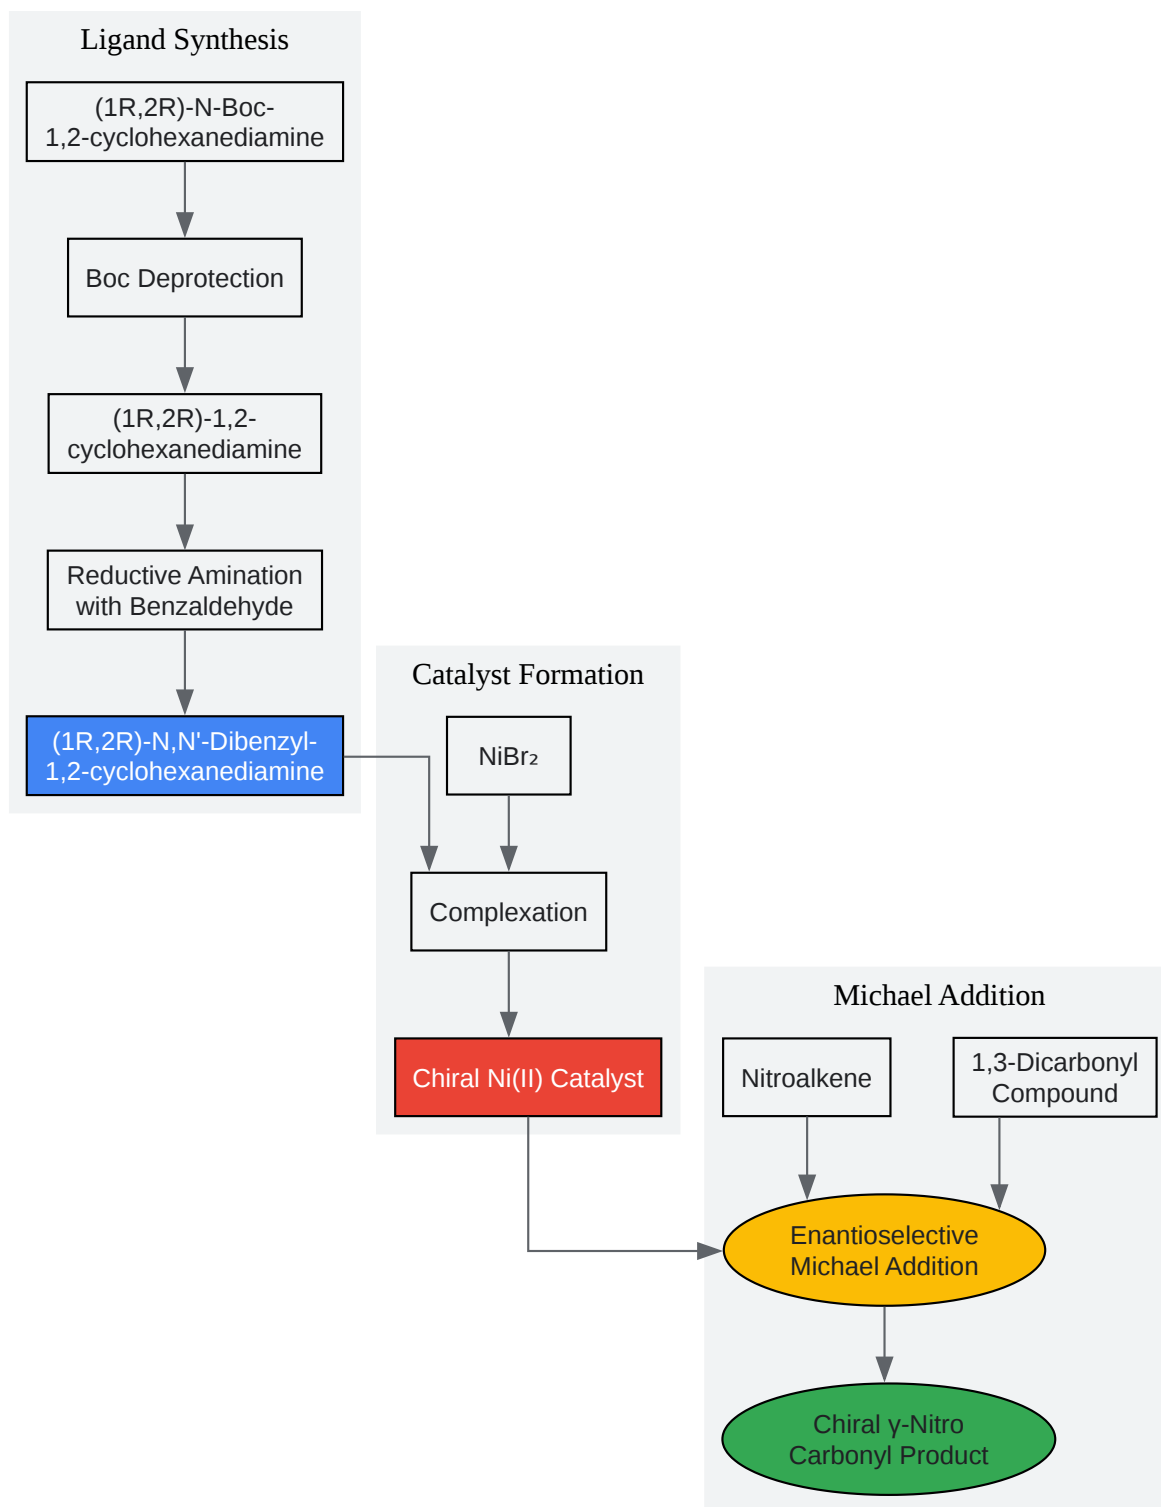 Ligand Synthesis
(1R,2R)-N-Boc-
1,2-cyclohexanediamine
Boc Deprotection
(1R,2R)-1,2-
cyclohexanediamine
Reductive Amination
with Benzaldehyde
(1R,2R)-N,N'-Dibenzyl-
1,2-cyclohexanediamine
Catalyst Formation
NiBr₂
Complexation
Chiral Ni(II) Catalyst
Michael Addition
Nitroalkene
1,3-Dicarbonyl
Compound
Enantioselective
Michael Addition
Chiral γ-Nitro
Carbonyl Product